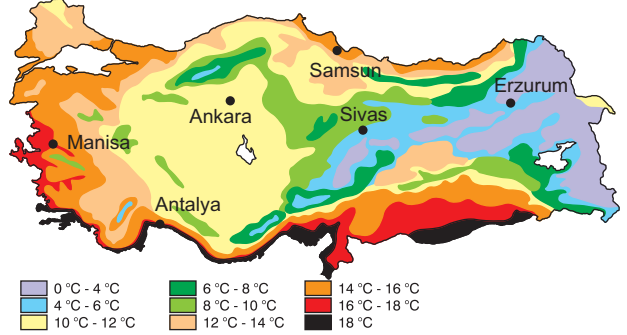 Samsun
Erzurum
Ankara
Sivas
Manisa
Antalya
0 °C - 4 °C
4 °C - 6 °C
10 °C - 12 °C
6 °C - 8 °C
8 °C - 10 °C
12 °C - 14 °C
14 °C - 16 °C
16 °C - 18 °C
18 °C